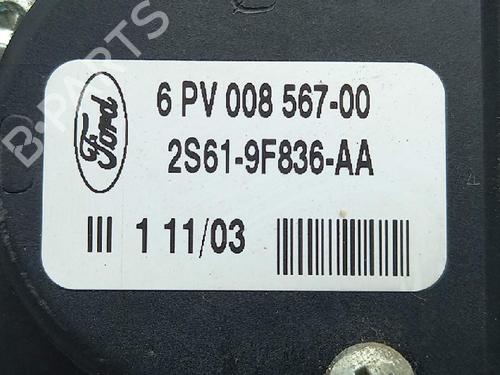 B-PARTS
Ford
6 PV 008 567-00
2S61-9F836-AA
III 1 11/03